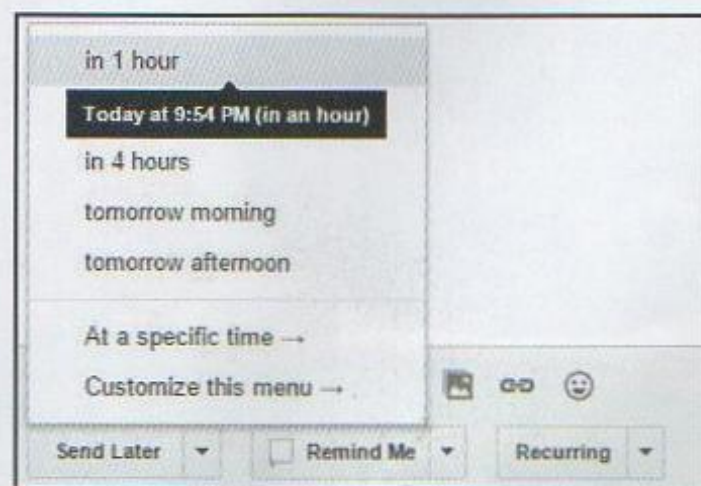 in 1 hour
Today at 9:54 PM (in an hour)
in 4 hours
tomorrow morning
tomorrow afternoon
At a specific time →
Customize this menu →
Send Later
Remind Me
Recurring